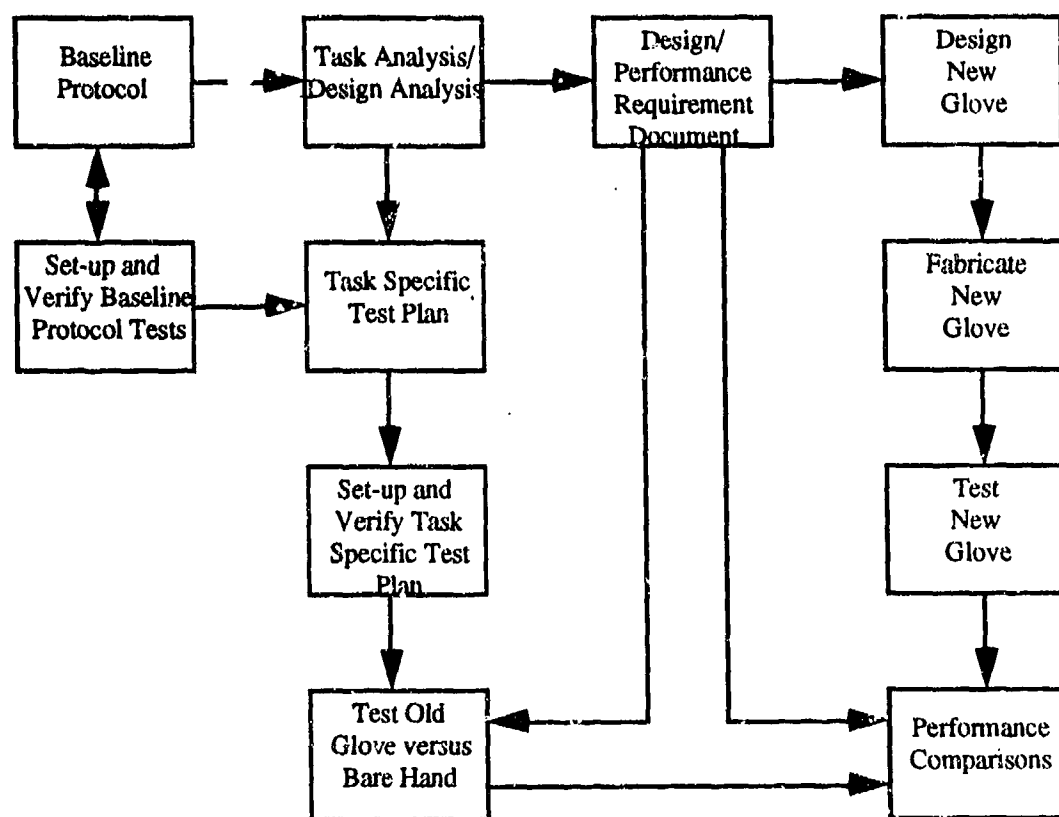 Baseline
Protocol
Task Analysis/
Design Analysis
Design/
Performance
Requirement
Document
Design
New
Glove
Set-up and
Verify Baseline
Protocol Tests
Task Specific
Test Plan
Fabricate
New
Glove
Set-up and
Verify Task
Specific Test
Plan
Test
New
Glove
Test Old
Glove versus
Bare Hand
Performance
Comparisons